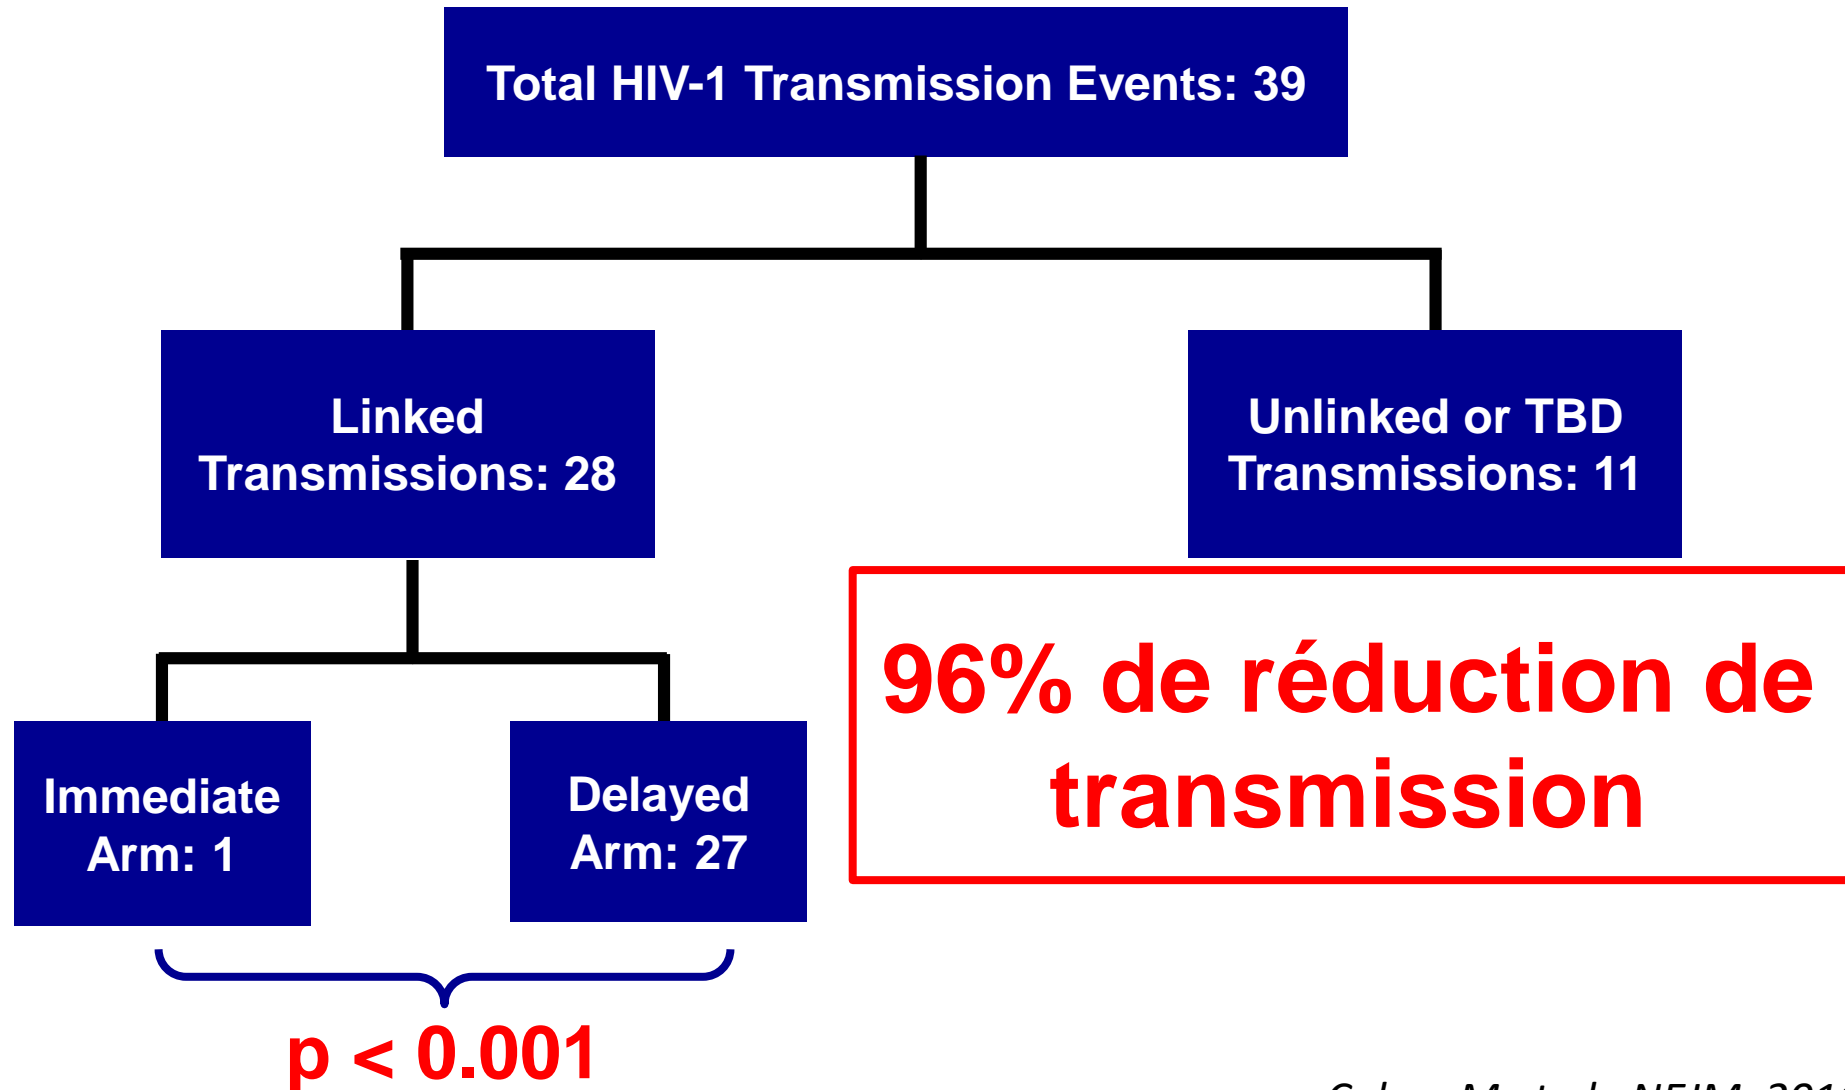 Total HIV-1 Transmission Events: 39
Linked
Transmissions: 28
Unlinked or TBD
Transmissions: 11
96% de réduction de
transmission
Immediate
Arm: 1
Delayed
Arm: 27
p < 0.001